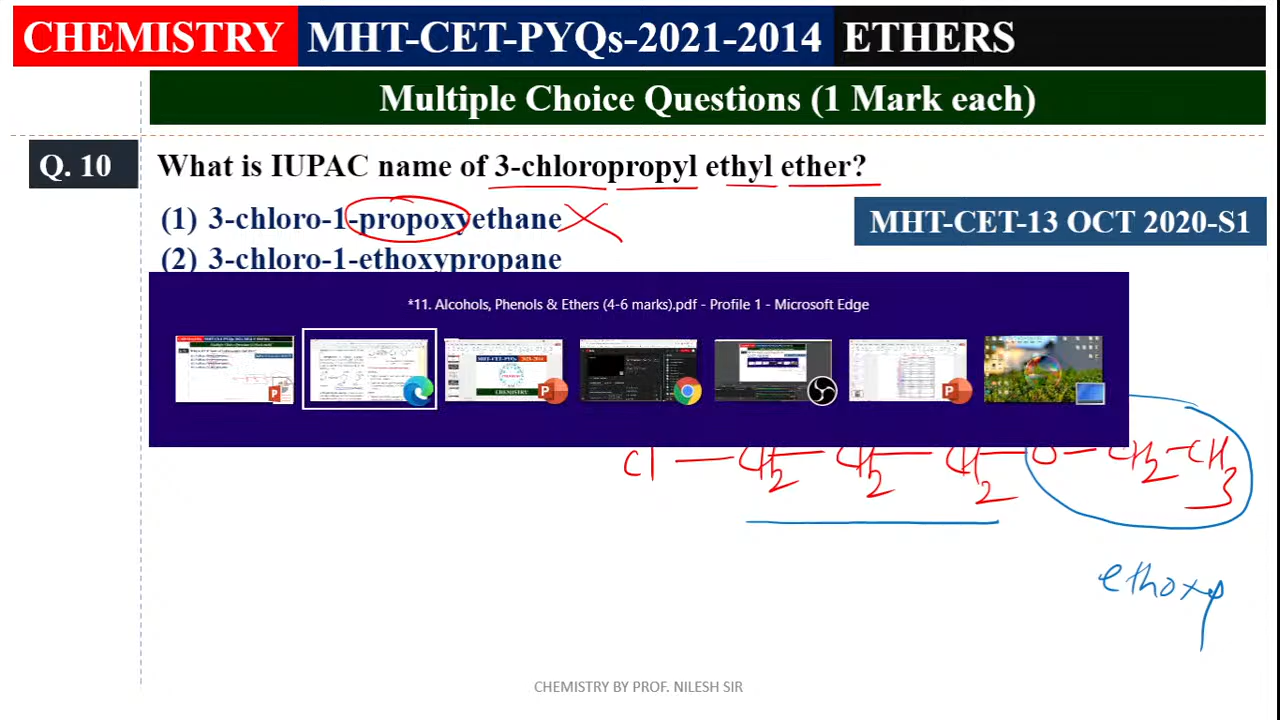 CHEMISTRY MHT-CET-PYQs-2021-2014 ETHERS
Multiple Choice Questions (1 Mark each)
Q. 10 What is IUPAC name of 3-chloropropyl ethyl ether?
(1) 3-chloro-1-propoxyethane
MHT-CET-13 OCT 2020-S1
(2) 3-chloro-1-ethoxypropane
*11. Alcohols, Phenols & Ethers (4-6 marks).pdf - Profile 1 - Microsoft Edge
Cl — CH2 — CH2 — CH2 — O — CH2 - CH3
ethoxy
CHEMISTRY BY PROF. NILESH SIR